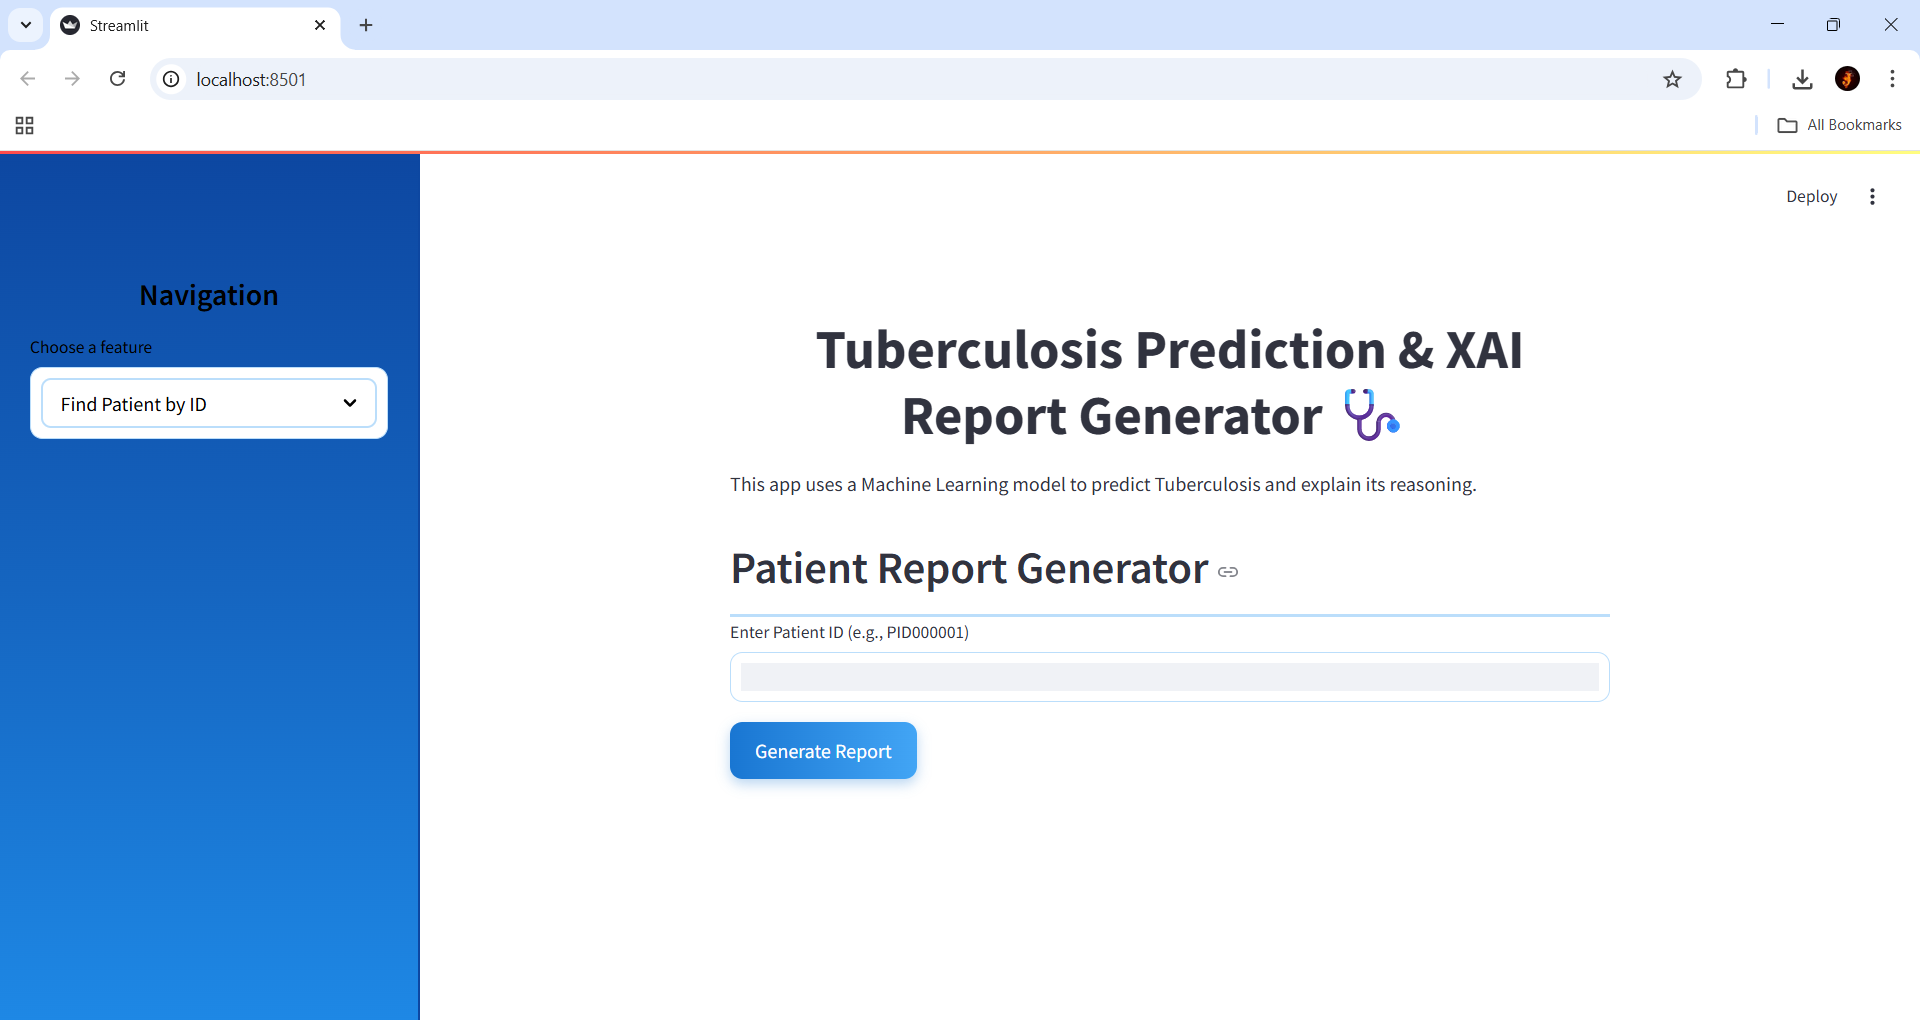 Streamlit
localhost:8501
All Bookmarks
Deploy
Navigation
Choose a feature
Find Patient by ID
Tuberculosis Prediction & XAI
Report Generator
This app uses a Machine Learning model to predict Tuberculosis and explain its reasoning.
Patient Report Generator
Enter Patient ID (e.g., PID000001)
Generate Report